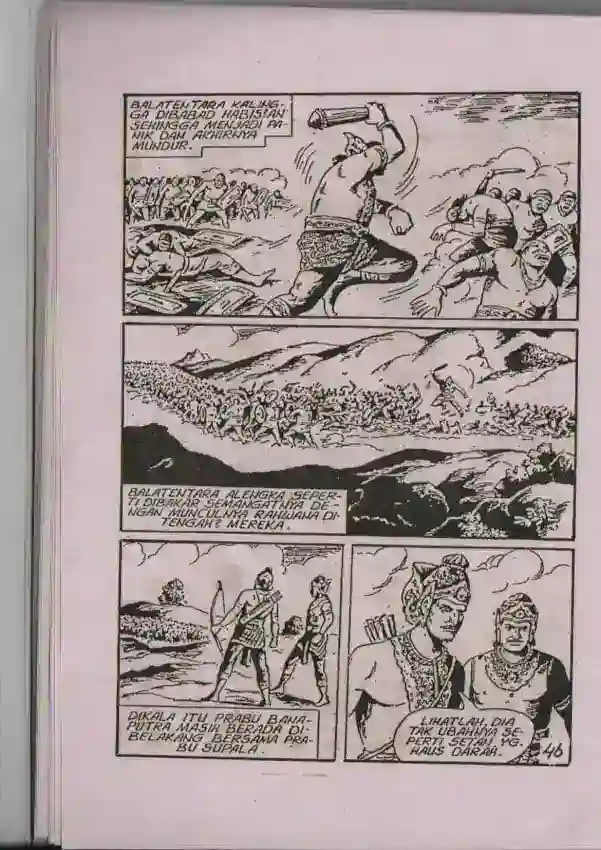 BALATENTARA KALING-
GA DIBABAD HABISJAN
SEHINGGA MENJADI PA-
NIK DAN AKHIRNYA
MUNDUR.
BALATENTARA ALENGKA SEPER-
TI DIBAKAR SEMANGATNYA DE-
NGAN MUNCULNYA RAHWANA DI-
TENGAH² MEREKA.
DIKALA ITU PRABU BANA-
PUTRA MASIH BERADA DI-
BELAKANG BERSAMA PRA-
BU SUPALA.
LIHATLAH, DIA
TAK UBAHNYA SE-
PERTI SETAN YG.
HAUS DARAH.
46